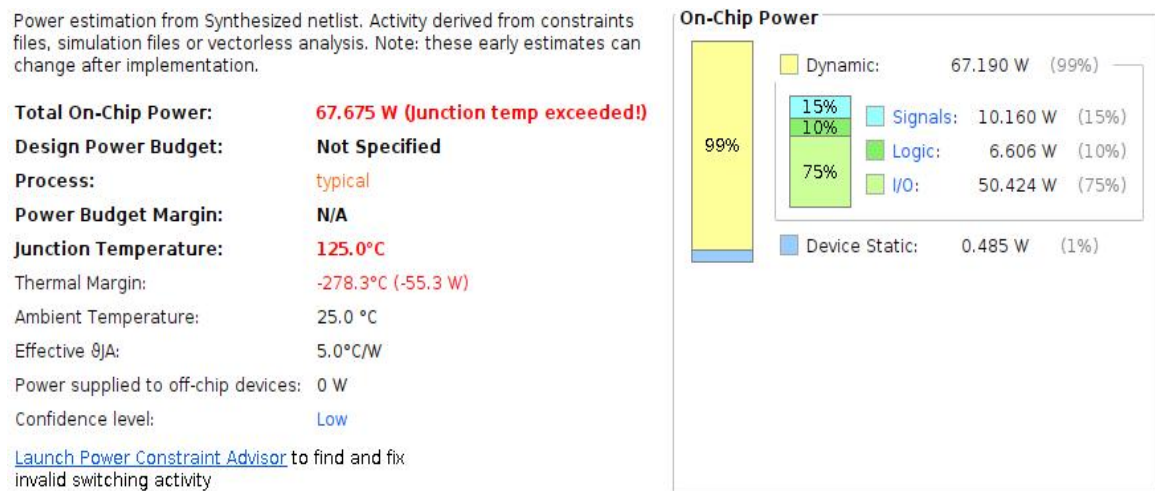 Power estimation from Synthesized netlist. Activity derived from constraints
files, simulation files or vectorless analysis. Note: these early estimates can
change after implementation.
Total On-Chip Power: 67.675 W (Junction temp exceeded!)
Design Power Budget: Not Specified
Process: typical
Power Budget Margin: N/A
Junction Temperature: 125.0°C
Thermal Margin: -278.3°C (-55.3 W)
Ambient Temperature: 25.0 °C
Effective ϑJA: 5.0°C/W
Power supplied to off-chip devices: 0 W
Confidence level: Low
Launch Power Constraint Advisor to find and fix
invalid switching activity
On-Chip Power
99%
Dynamic: 67.190 W (99%)
15%
10%
75%
Signals: 10.160 W (15%)
Logic: 6.606 W (10%)
I/O: 50.424 W (75%)
Device Static: 0.485 W (1%)